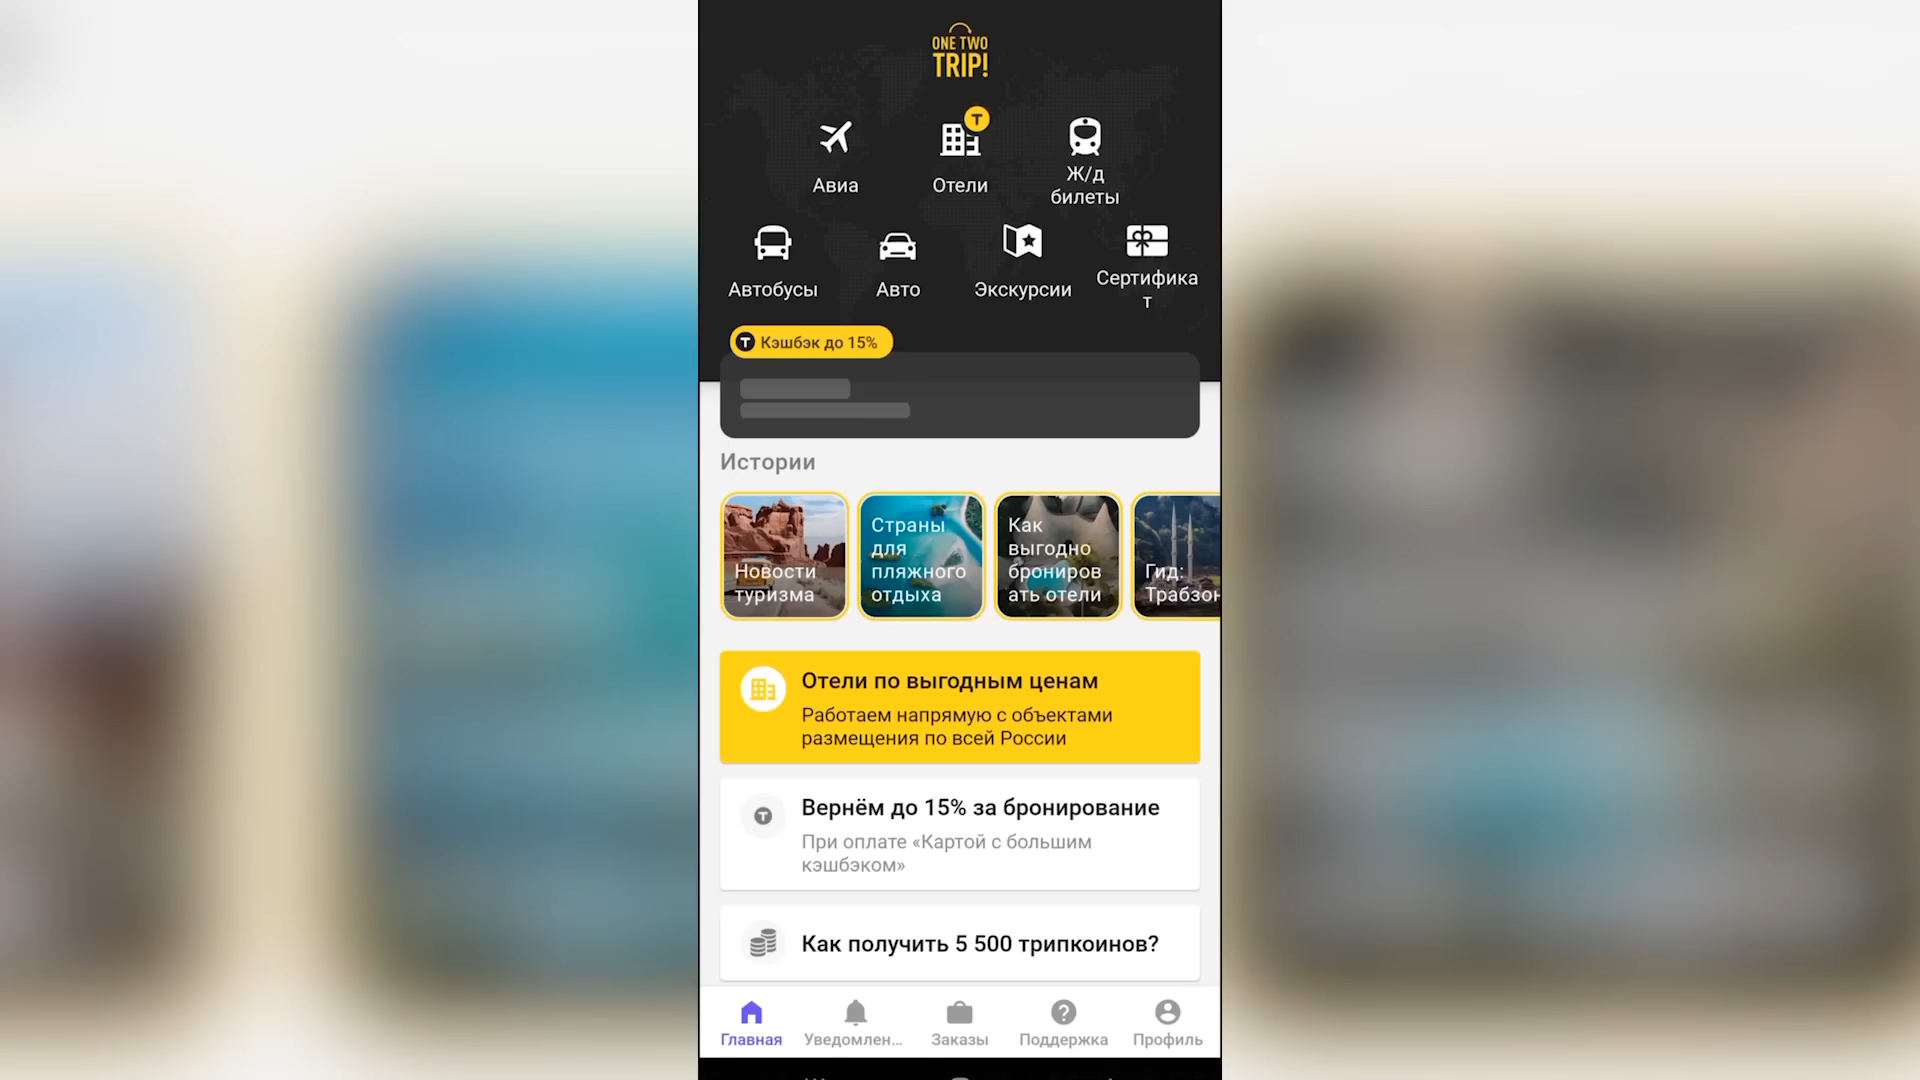 ONE TWO
TRIP!
Авиа
Отели
Ж/д
билеты
Автобусы
Авто
Экскурсии
Сертифика
т
Кэшбэк до 15%
Истории
Новости
туризма
Страны
для
пляжного
отдыха
Как
выгодно
брониров
ать отели
Гид:
Трабзон
Отели по выгодным ценам
Работаем напрямую с объектами
размещения по всей России
Вернём до 15% за бронирование
При оплате «Картой с большим
кэшбэком»
Как получить 5 500 трипкоинов?
Главная
Уведомлен...
Заказы
Поддержка
Профиль